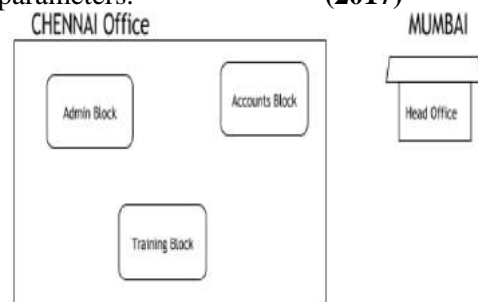 parameters. (2017)
CHENNAI Office MUMBAI
Admin Block Accounts Block Head Office
Training Block